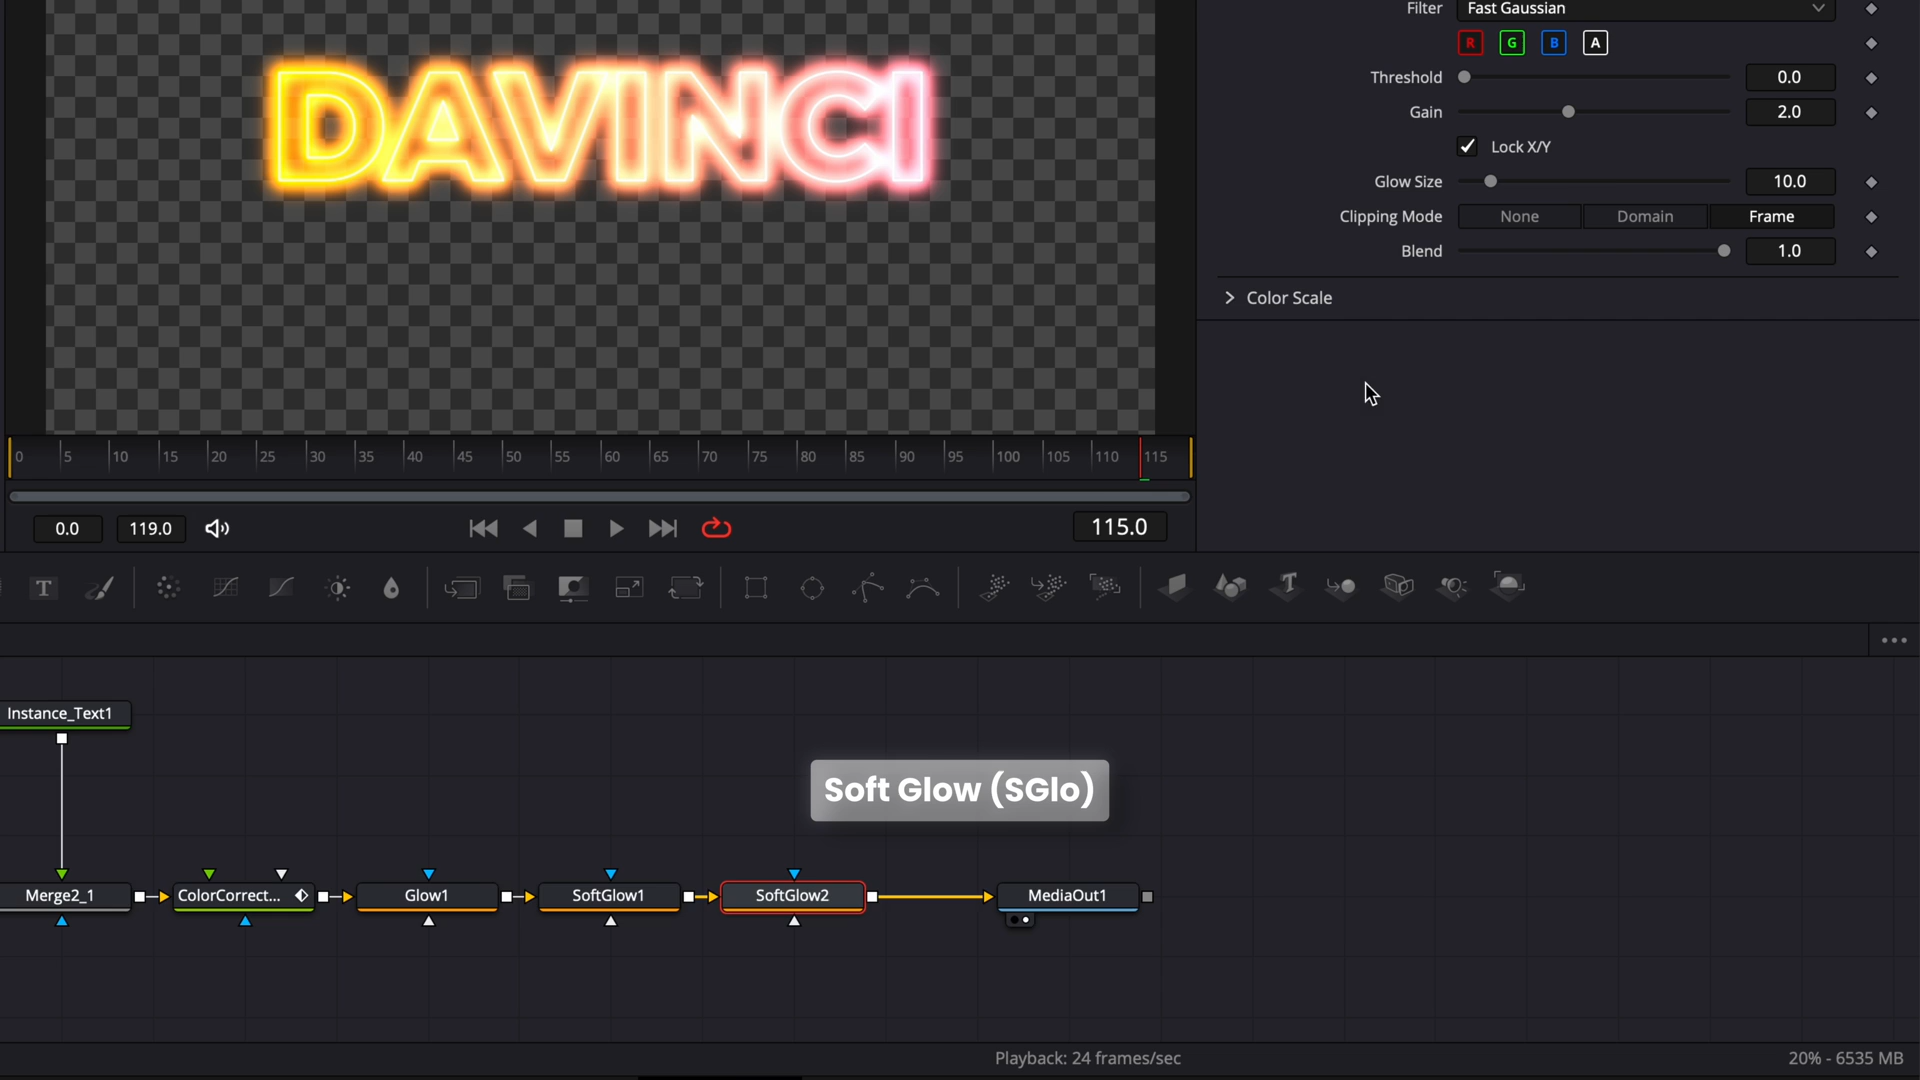 Filter Fast Gaussian
R G B A
Threshold 0.0
Gain 2.0
Lock X/Y
Glow Size 10.0
Clipping Mode None Domain Frame
Blend 1.0
Color Scale
DAVINCI
0 5 10 15 20 25 30 35 40 45 50 55 60 65 70 75 80 85 90 95 100 105 110 115
0.0 119.0 115.0
T T
Instance_Text1
Soft Glow (SGlo)
Merge2_1 ColorCorrect... Glow1 SoftGlow1 SoftGlow2 MediaOut1
Playback: 24 frames/sec
20% - 6535 MB